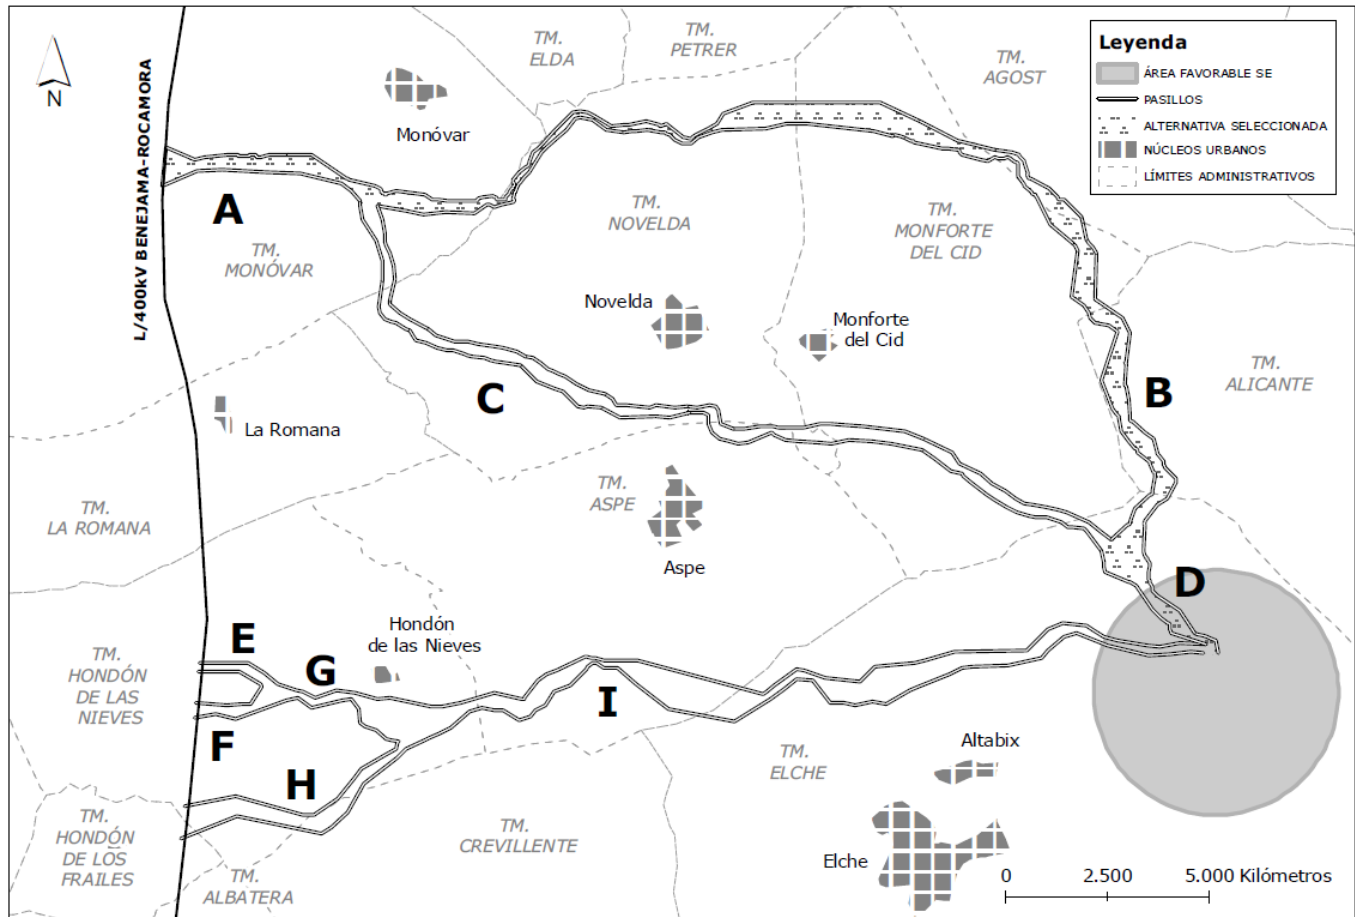 TM.
ELDA
TM.
PETRER
TM.
AGOST
Leyenda
ÁREA FAVORABLE SE
PASILLOS
ALTERNATIVA SELECCIONADA
NÚCLEOS URBANOS
LÍMITES ADMINISTRATIVOS
N
L/400kV BENEJAMA-ROCAMORA
Monóvar
A
TM.
MONÓVAR
TM.
NOVELDA
TM.
MONFORTE
DEL CID
Novelda
Monforte
del Cid
TM.
ALICANTE
B
C
La Romana
TM.
LA ROMANA
TM.
ASPE
Aspe
D
E
Hondón
de las Nieves
G
TM.
HONDÓN
DE LAS
NIEVES
F
I
H
Altabix
TM.
ELCHE
TM.
HONDÓN
DE LOS
FRAILES
TM.
CREVILLENTE
TM.
ALBATERA
Elche
0 2.500 5.000 Kilómetros